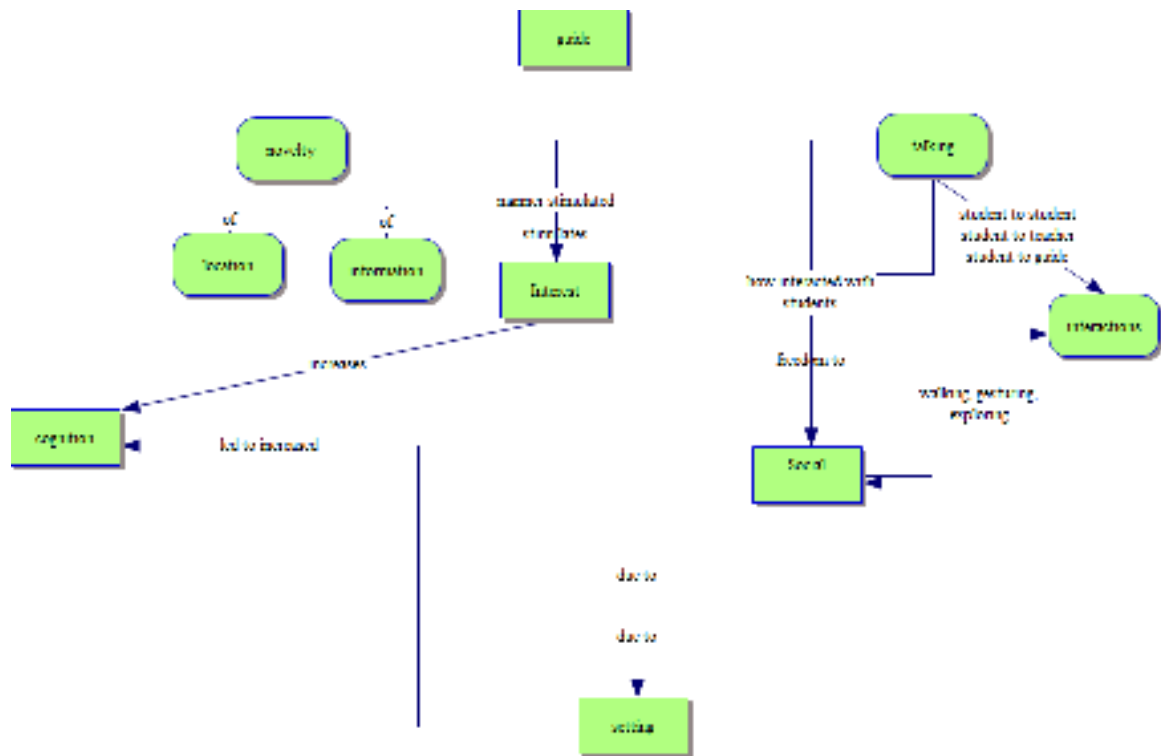 guide
novelty
talking
of
of
location
information
manner stimulated
stimulates
Interest
student to student
student to teacher
student to guide
how interacted with
students
interactions
increases
freedom to
walking, gesturing,
exploring
cognition
led to increased
Social
due to
due to
setting